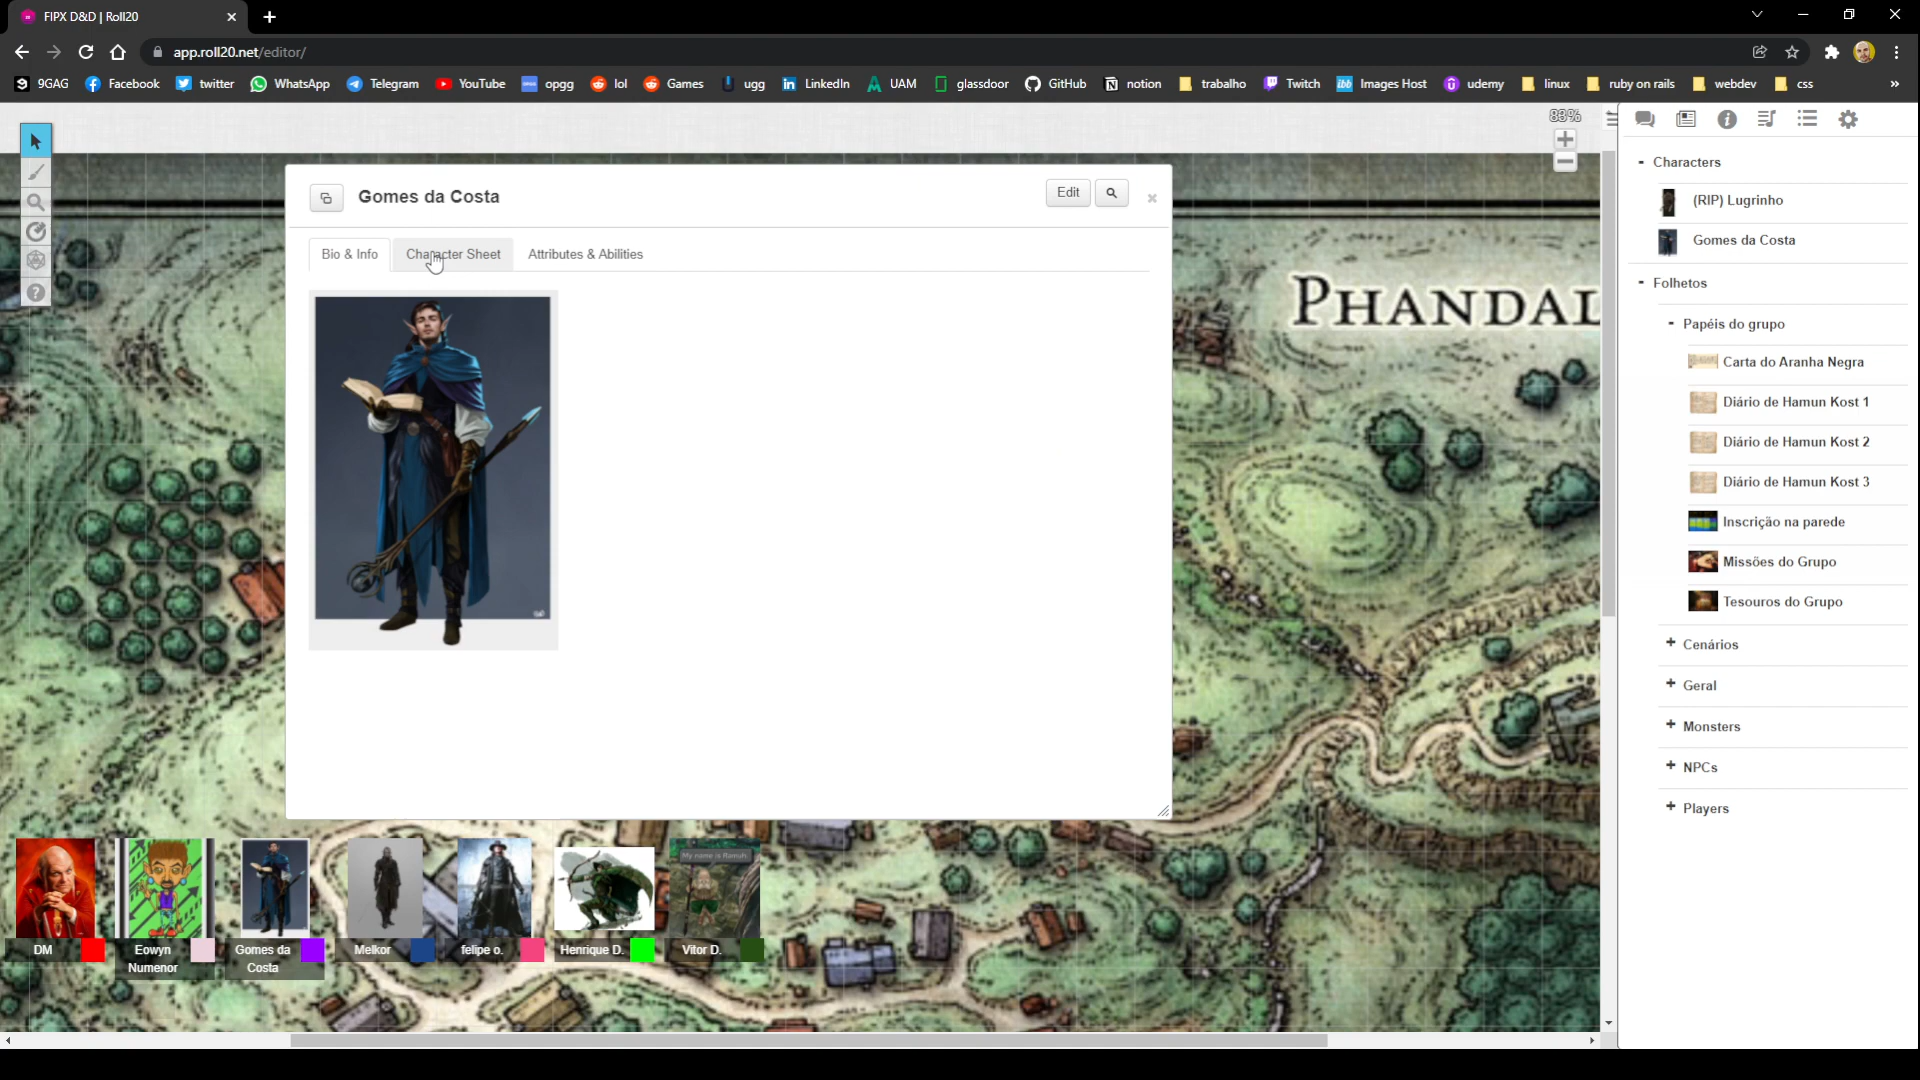 FIPX D&D | Roll20
app.roll20.net/editor/
9GAG
Facebook
twitter
WhatsApp
Telegram
YouTube
opgg
lol
Games
ugg
LinkedIn
UAM
glassdoor
GitHub
notion
trabalho
Twitch
Images Host
udemy
linux
ruby on rails
webdev
css
»
83%
Gomes da Costa
Edit
Bio & Info
Character Sheet
Attributes & Abilities
PHANDAL
Characters
(RIP) Lugrinho
Gomes da Costa
Folhetos
Papéis do grupo
Carta do Aranha Negra
Diário de Hamun Kost 1
Diário de Hamun Kost 2
Diário de Hamun Kost 3
Inscrição na parede
Missões do Grupo
Tesouros do Grupo
Cenários
Geral
Monsters
NPCs
Players
My name is Ramuh.
DM
Eowyn
Numenor
Gomes da
Costa
Melkor
felipe o.
Henrique D.
Vitor D.